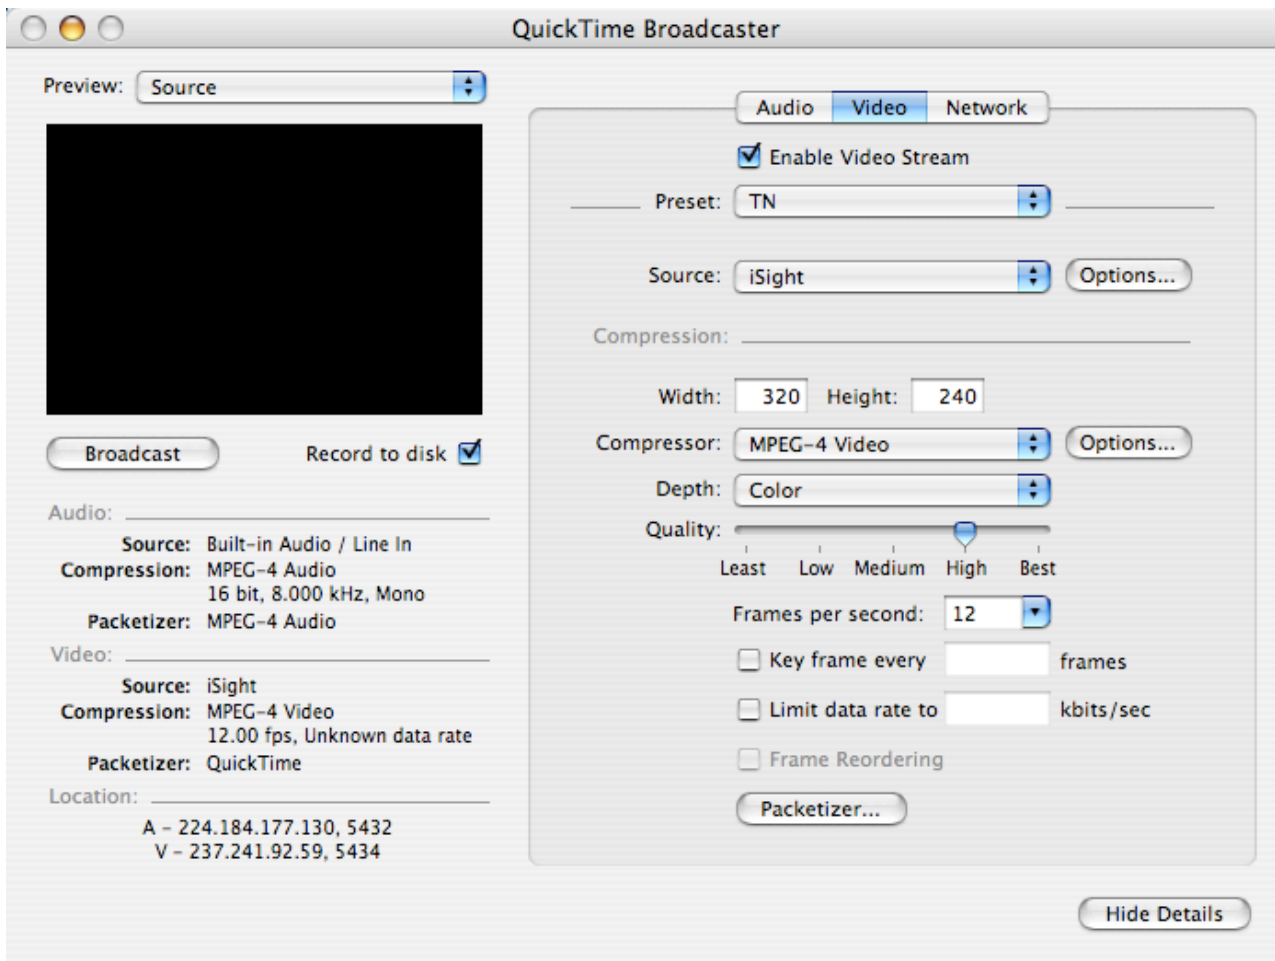 QuickTime Broadcaster
Preview: Source
Broadcast Record to disk
Audio:
Source: Built-in Audio / Line In
Compression: MPEG-4 Audio
16 bit, 8.000 kHz, Mono
Packetizer: MPEG-4 Audio
Video:
Source: iSight
Compression: MPEG-4 Video
12.00 fps, Unknown data rate
Packetizer: QuickTime
Location:
A - 224.184.177.130, 5432
V - 237.241.92.59, 5434
Audio Video Network
Enable Video Stream
Preset: TN
Source: iSight Options...
Compression:
Width: 320 Height: 240
Compressor: MPEG-4 Video Options...
Depth: Color
Quality:
Least Low Medium High Best
Frames per second: 12
Key frame every frames
Limit data rate to kbits/sec
Frame Reordering
Packetizer...
Hide Details